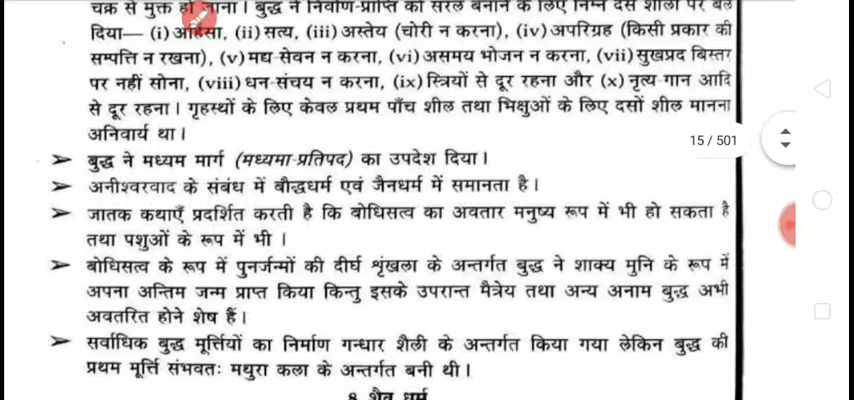 चक्र से मुक्त हो जाना। बुद्ध ने निर्वाण-प्राप्ति को सरल बनाने के लिए निम्न दस शीलों पर बल
दिया— (i) अहिंसा, (ii) सत्य, (iii) अस्तेय (चोरी न करना), (iv) अपरिग्रह (किसी प्रकार की
सम्पत्ति न रखना), (v) मद्य-सेवन न करना, (vi) असमय भोजन न करना, (vii) सुखप्रद बिस्तर
पर नहीं सोना, (viii) धन-संचय न करना, (ix) स्त्रियों से दूर रहना और (x) नृत्य-गान आदि
से दूर रहना। गृहस्थों के लिए केवल प्रथम पाँच शील तथा भिक्षुओं के लिए दसों शील मानना
अनिवार्य था।
15 / 501
➢ बुद्ध ने मध्यम मार्ग (मध्यमा-प्रतिपद) का उपदेश दिया।
➢ अनीश्वरवाद के संबंध में बौद्धधर्म एवं जैनधर्म में समानता है।
➢ जातक कथाएँ प्रदर्शित करती है कि बोधिसत्व का अवतार मनुष्य रूप में भी हो सकता है
तथा पशुओं के रूप में भी ।
➢ बोधिसत्व के रूप में पुनर्जन्मों की दीर्घ शृंखला के अन्तर्गत बुद्ध ने शाक्य मुनि के रूप में
अपना अन्तिम जन्म प्राप्त किया किन्तु इसके उपरान्त मैत्रेय तथा अन्य अनाम बुद्ध अभी
अवतरित होने शेष हैं।
➢ सर्वाधिक बुद्ध मूर्त्तियों का निर्माण गन्धार शैली के अन्तर्गत किया गया लेकिन बुद्ध की
प्रथम मूर्त्ति संभवतः मथुरा कला के अन्तर्गत बनी थी।
8. शैव धर्म